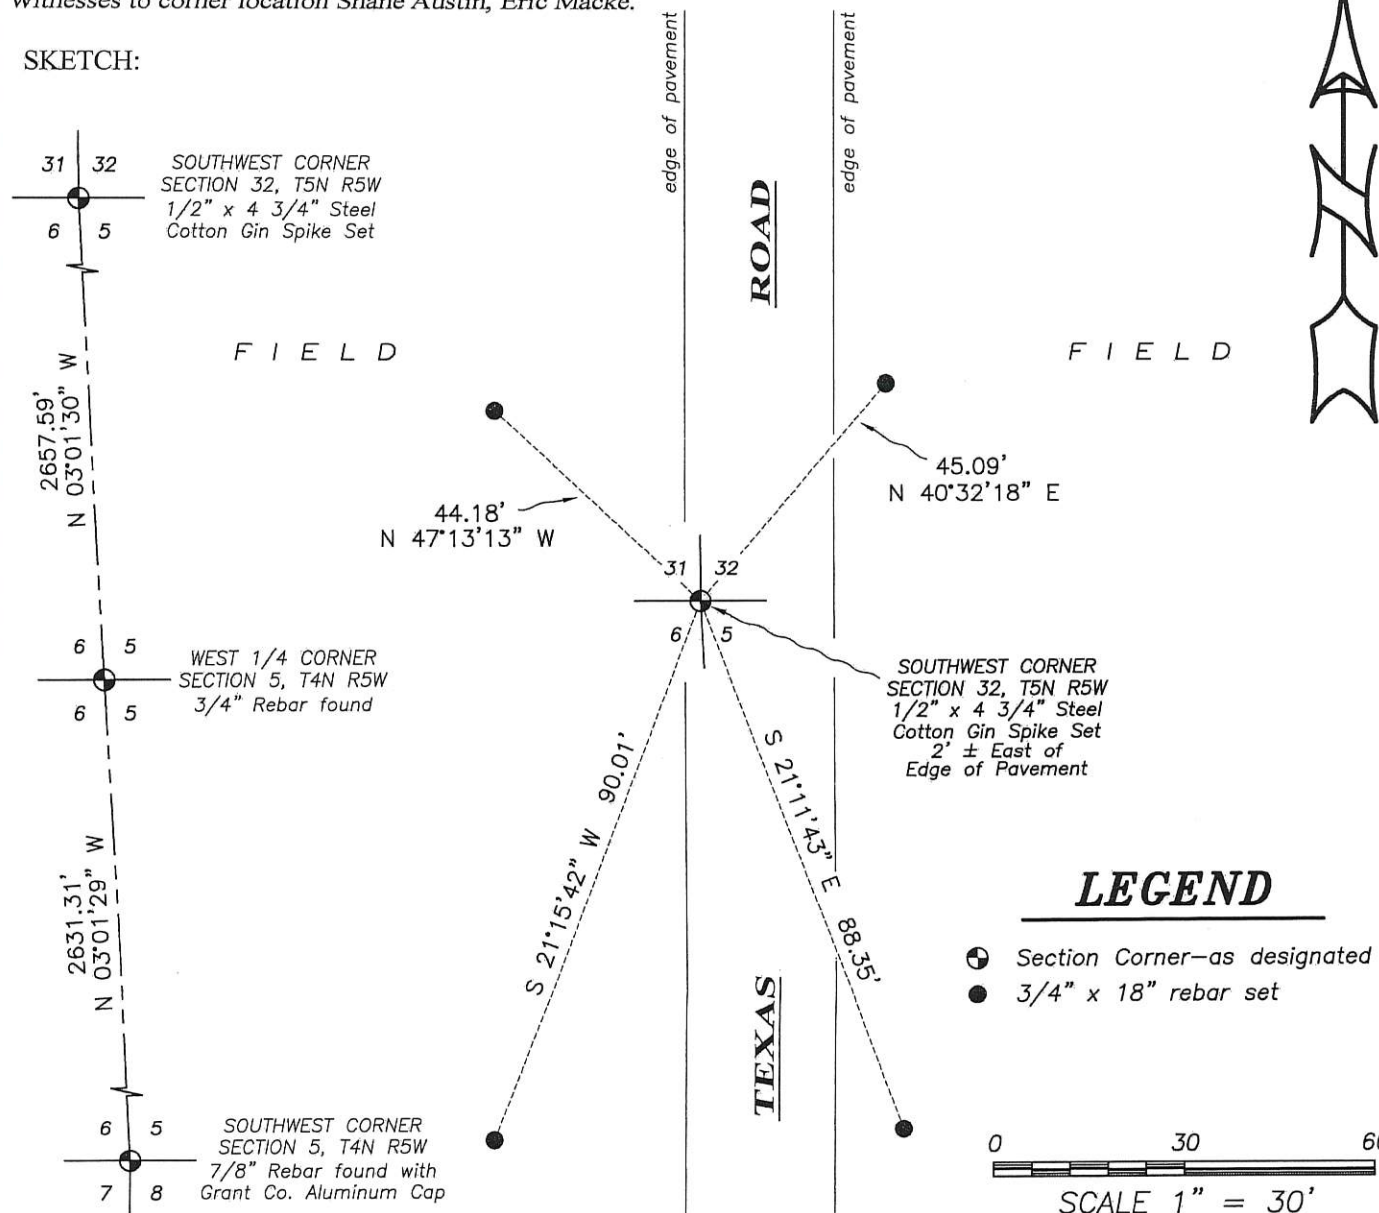 Witnesses to corner location Shane Austin, Eric Macke.
SKETCH:
edge of pavement
edge of pavement
31 32
6 5
SOUTHWEST CORNER
SECTION 32, T5N R5W
1/2" x 4 3/4" Steel
Cotton Gin Spike Set
ROAD
FIELD
FIELD
2657.59'
N 03°01'30" W
44.18'
N 47°13'13" W
45.09'
N 40°32'18" E
31 32
6 5
6 5
6 5
WEST 1/4 CORNER
SECTION 5, T4N R5W
3/4" Rebar found
SOUTHWEST CORNER
SECTION 32, T5N R5W
1/2" x 4 3/4" Steel
Cotton Gin Spike Set
2' ± East of
Edge of Pavement
S 21°15'42" W 90.01'
S 21°11'43" E 88.35'
2631.31'
N 03°01'29" W
TEXAS
LEGEND
Section Corner-as designated
3/4" x 18" rebar set
6 5
7 8
SOUTHWEST CORNER
SECTION 5, T4N R5W
7/8" Rebar found with
Grant Co. Aluminum Cap
0 30 60
SCALE 1" = 30'